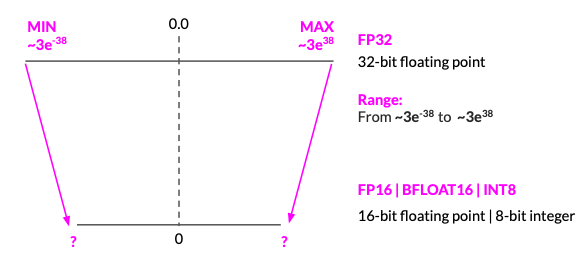 MIN
~3e-38
0.0
MAX
~3e38
FP32
32-bit floating point
Range:
From ~3e-38 to ~3e38
FP16 | BFLOAT16 | INT8
16-bit floating point | 8-bit integer
?
0
?